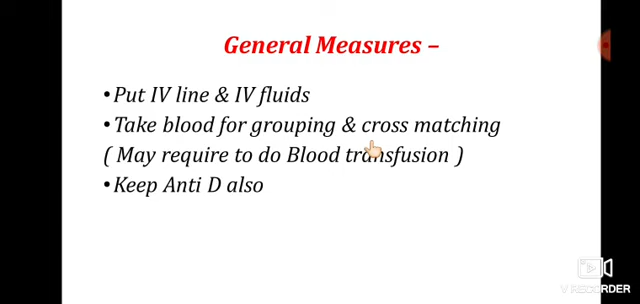 General Measures –
•Put IV line & IV fluids
•Take blood for grouping & cross matching
( May require to do Blood transfusion )
•Keep Anti D also
V RECORDER